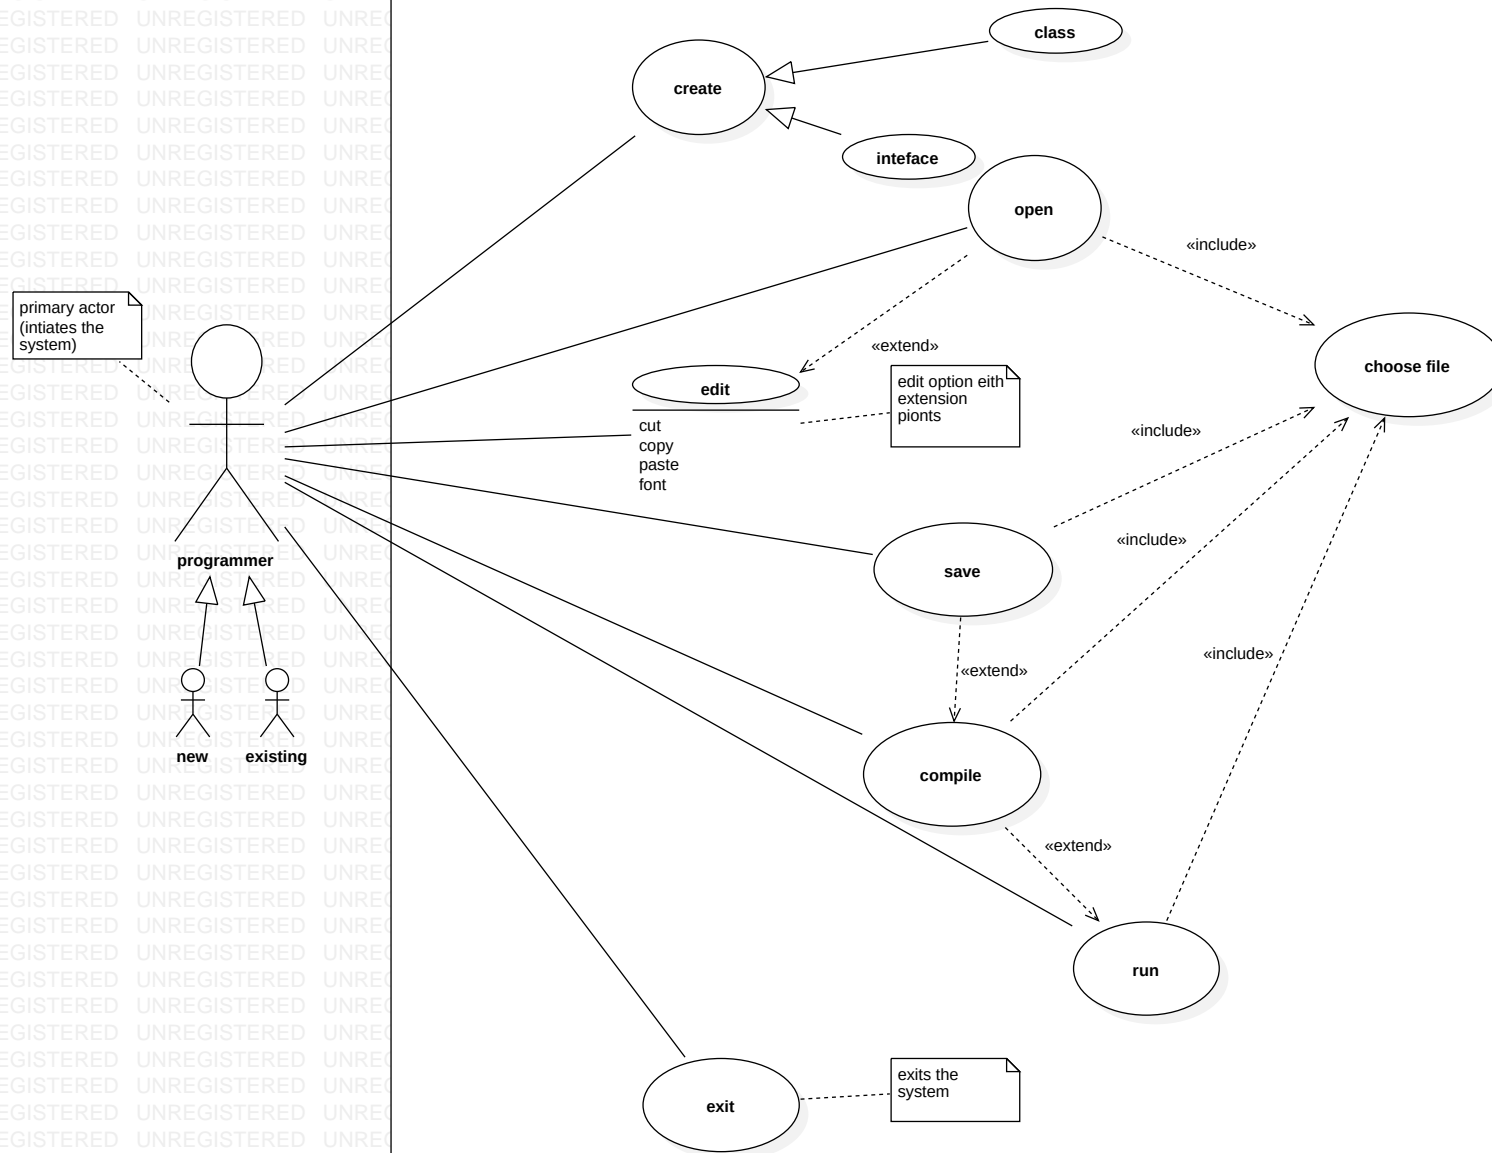 class
create
inteface
open
«include»
primary actor
(intiates the
system)
«extend»
choose file
edit
edit option eith
extension
pionts
cut
copy
paste
font
«include»
«include»
programmer
save
«include»
«extend»
new
existing
compile
«extend»
run
exits the
system
exit
UNREGISTERED